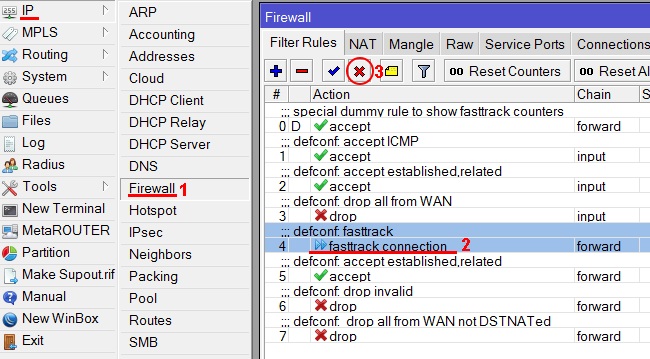 IP
MPLS
Routing
System
Queues
Files
Log
Radius
Tools
New Terminal
MetaROUTER
Partition
Make Supout.rif
Manual
New WinBox
Exit
ARP
Accounting
Addresses
Cloud
DHCP Client
DHCP Relay
DHCP Server
DNS
Firewall 1
Hotspot
IPsec
Neighbors
Packing
Pool
Routes
SMB
Firewall
Filter Rules NAT Mangle Raw Service Ports Connections
3 00 Reset Counters 00 Reset Al
# Action Chain S
;;; special dummy rule to show fasttrack counters
0 D accept forward
;;; defconf: accept ICMP
1 accept input
;;; defconf: accept established,related
2 accept input
;;; defconf: drop all from WAN
3 drop input
;;; defconf: fasttrack
4 fasttrack connection 2 forward
;;; defconf: accept established,related
5 accept forward
;;; defconf: drop invalid
6 drop forward
;;; defconf:  drop all from WAN not DSTNATed
7 drop forward